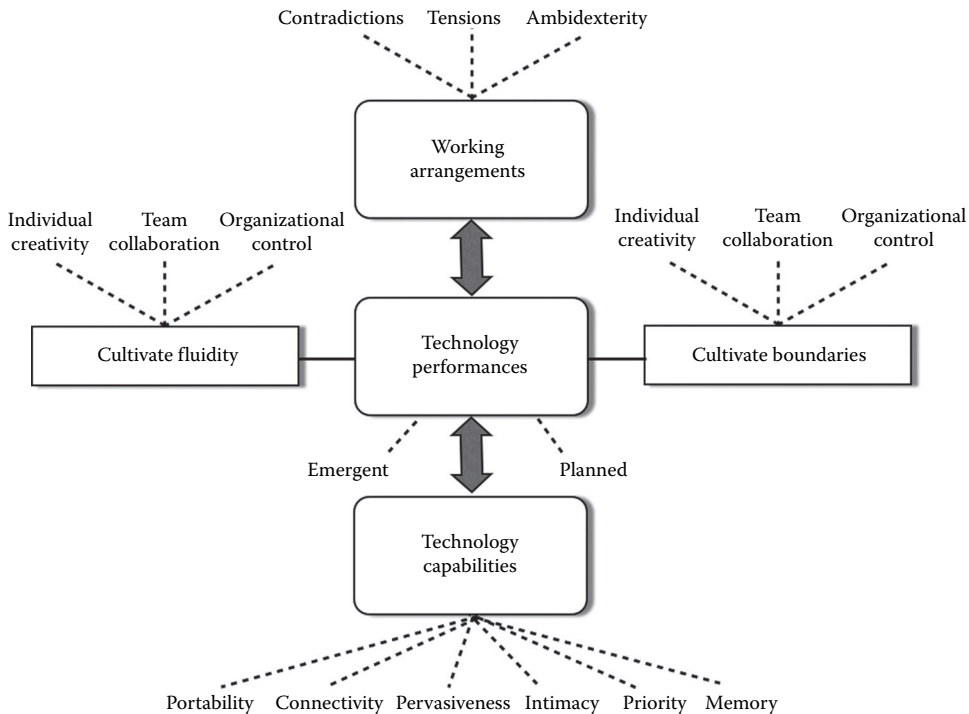 Contradictions Tensions Ambidexterity
Working
arrangements
Individual
creativity
Team
collaboration
Organizational
control
Individual
creativity
Team
collaboration
Organizational
control
Cultivate fluidity
Technology
performances
Cultivate boundaries
Emergent
Planned
Technology
capabilities
Portability Connectivity Pervasiveness Intimacy Priority Memory